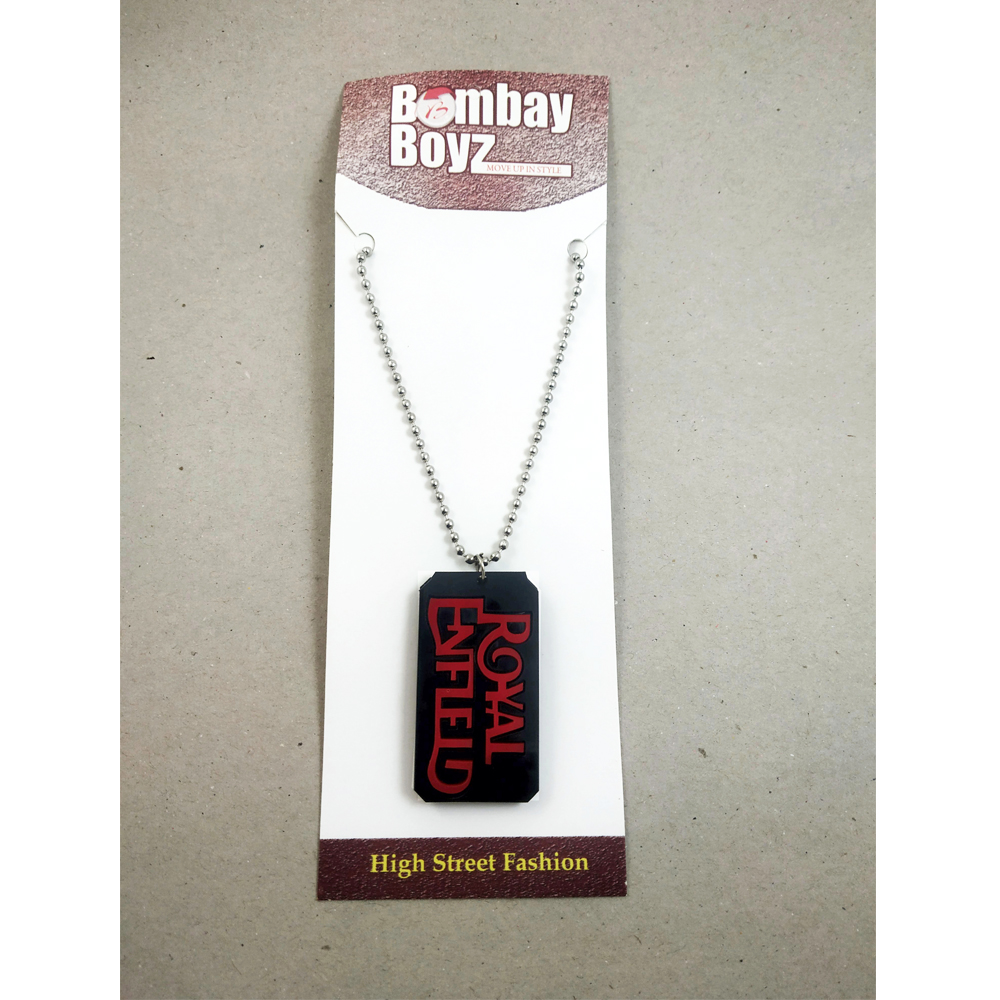 Bombay
Boyz
MOVE UP IN STYLE
ROYAL
ENFIELD
High Street Fashion